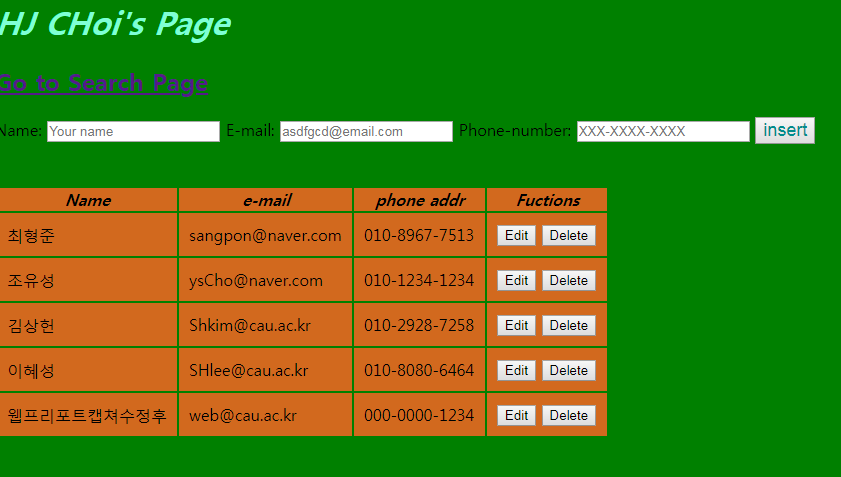 HJ CHoi's Page
Go to Search Page
Name: Your name E-mail: asdfgcd@email.com Phone-number: XXX-XXXX-XXXX insert
Name e-mail phone addr Fuctions
최형준 sangpon@naver.com 010-8967-7513 Edit Delete
조유성 ysCho@naver.com 010-1234-1234 Edit Delete
김상헌 Shkim@cau.ac.kr 010-2928-7258 Edit Delete
이혜성 SHlee@cau.ac.kr 010-8080-6464 Edit Delete
웹프리포트캡쳐수정후 web@cau.ac.kr 000-0000-1234 Edit Delete